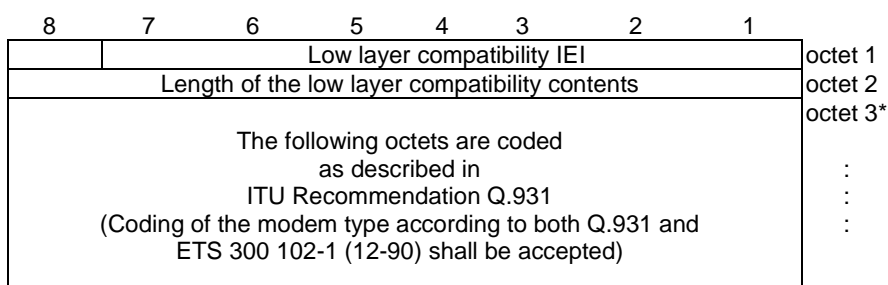 8 7 6 5 4 3 2 1
Low layer compatibility IEI octet 1
Length of the low layer compatibility contents octet 2
octet 3*
The following octets are coded
as described in :
ITU Recommendation Q.931 :
(Coding of the modem type according to both Q.931 and :
ETS 300 102-1 (12-90) shall be accepted)